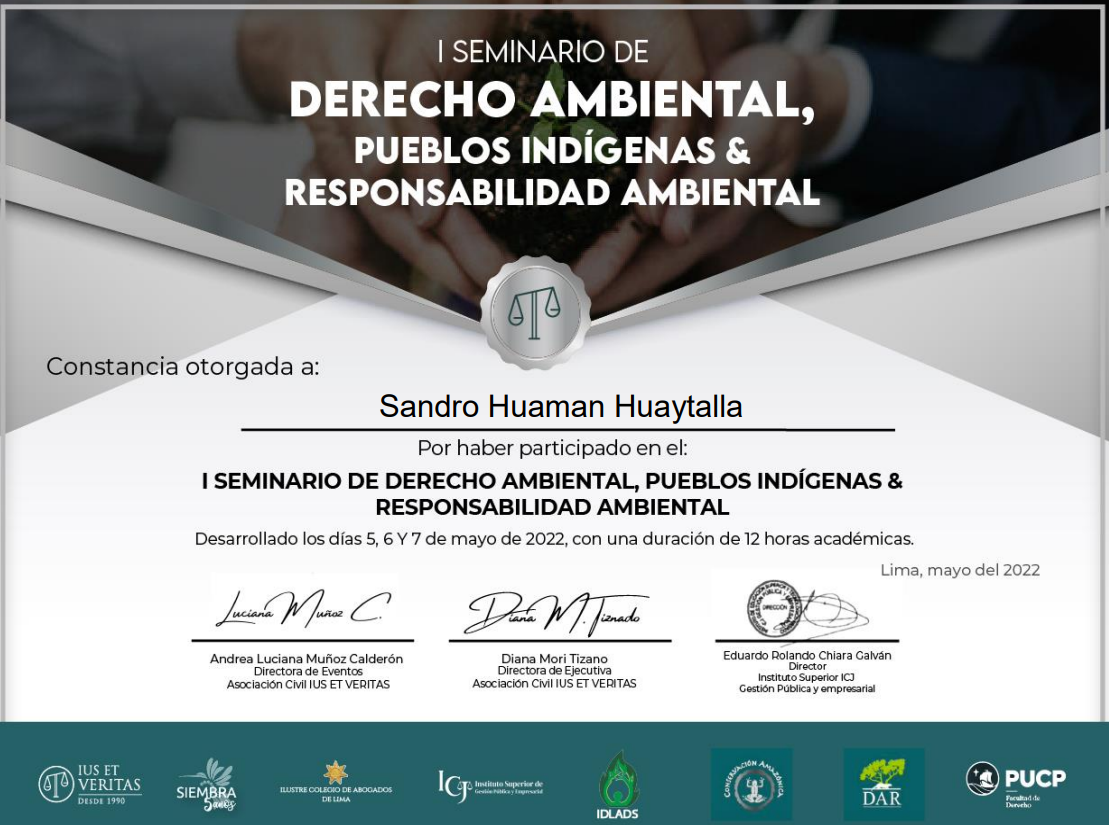 I SEMINARIO DE
DERECHO AMBIENTAL,
PUEBLOS INDÍGENAS &
RESPONSABILIDAD AMBIENTAL
Constancia otorgada a:
Sandro Huaman Huaytalla
Por haber participado en el:
I SEMINARIO DE DERECHO AMBIENTAL, PUEBLOS INDÍGENAS &
RESPONSABILIDAD AMBIENTAL
Desarrollado los días 5, 6 Y 7 de mayo de 2022, con una duración de 12 horas académicas.
Lima, mayo del 2022
Luciana Muñoz C.
Andrea Luciana Muñoz Calderón
Directora de Eventos
Asociación Civil IUS ET VERITAS
Diana M. Tiznado
Diana Mori Tizano
Directora de Ejecutiva
Asociación Civil IUS ET VERITAS
DIRECCIÓN
Eduardo Rolando Chiara Galván
Director
Instituto Superior ICJ
Gestión Pública y empresarial
IUS ET
VERITAS
DESDE 1990
SIEMBRA
5 años
ILUSTRE COLEGIO DE ABOGADOS
DE LIMA
ICJ
Instituto Superior de
Gestión Pública y Empresarial
IDLADS
CONSERVACIÓN AMAZÓNICA
DAR
PUCP
Facultad de
Derecho